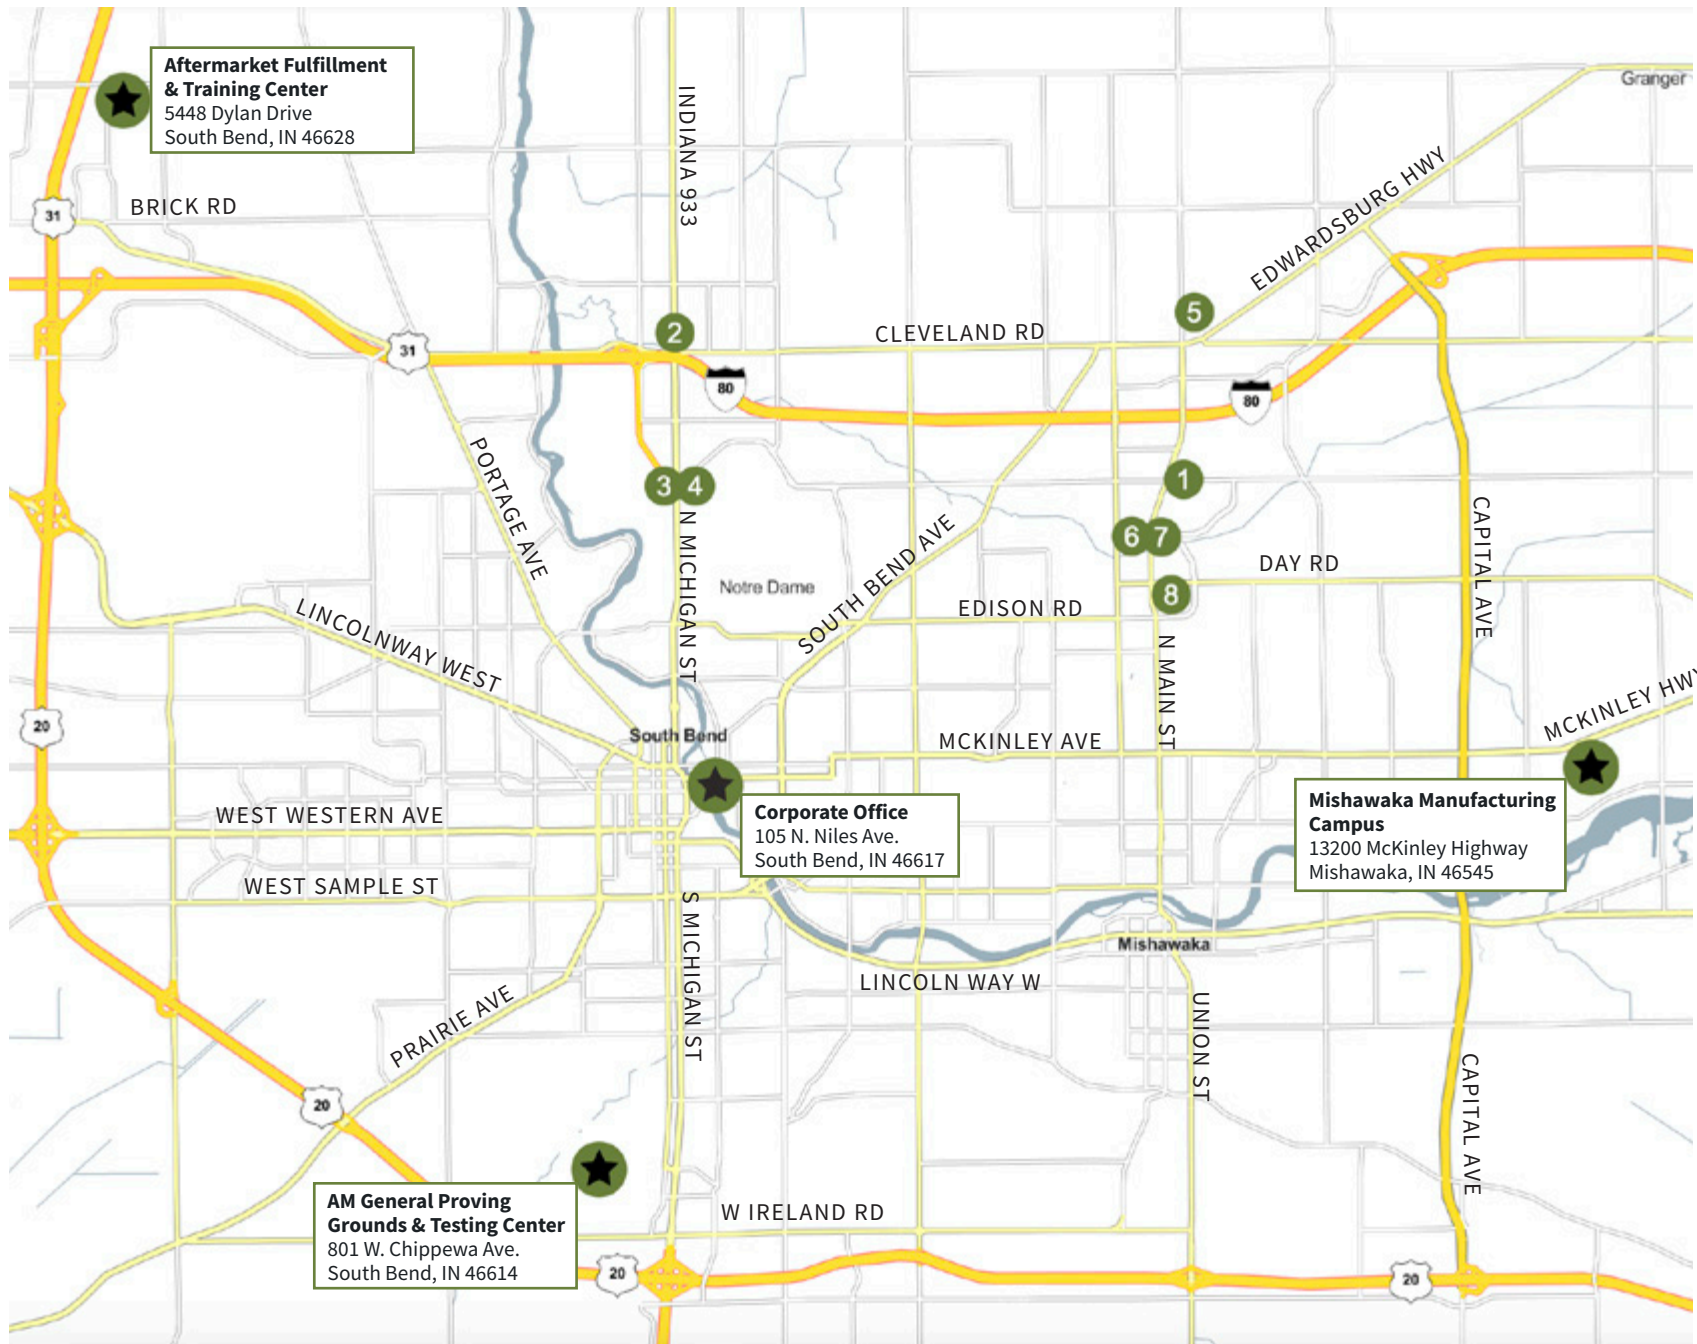 Aftermarket Fulfillment
& Training Center
5448 Dylan Drive
South Bend, IN 46628
Granger
INDIANA 933
EDWARDSBURG HWY
31
BRICK RD
5
2
CLEVELAND RD
31
80
80
PORTAGE AVE
1
3 4
CAPITAL AVE
N MICHIGAN ST
SOUTH BEND AVE
6 7
DAY RD
Notre Dame
8
EDISON RD
LINCOLNWAY WEST
N MAIN ST
MCKINLEY HWY
20
South Bend
MCKINLEY AVE
Corporate Office
105 N. Niles Ave.
South Bend, IN 46617
Mishawaka Manufacturing
Campus
13200 McKinley Highway
Mishawaka, IN 46545
WEST WESTERN AVE
WEST SAMPLE ST
S MICHIGAN ST
Mishawaka
LINCOLN WAY W
PRAIRIE AVE
UNION ST
CAPITAL AVE
20
AM General Proving
Grounds & Testing Center
801 W. Chippewa Ave.
South Bend, IN 46614
W IRELAND RD
20
20